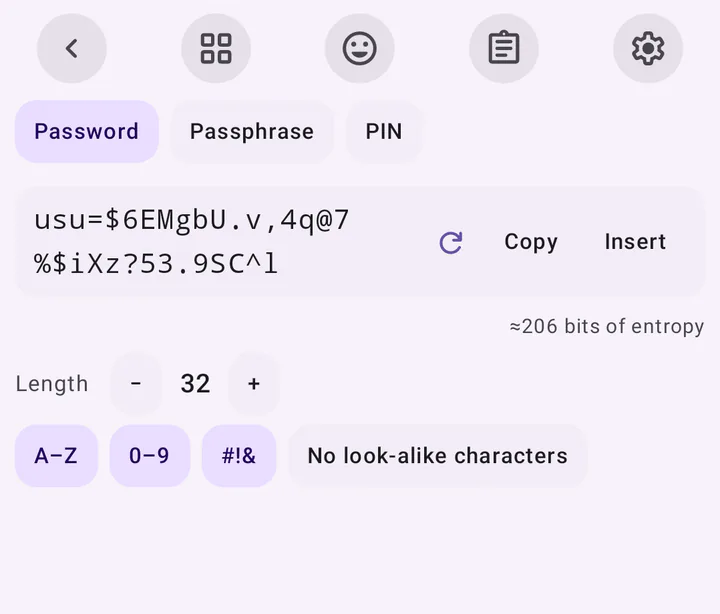 Password Passphrase PIN
usu=$6EMgbU.v,4q@7
%$iXz?53.9SC^l
Copy Insert
≈206 bits of entropy
Length - 32 +
A–Z 0–9 #!& No look-alike characters